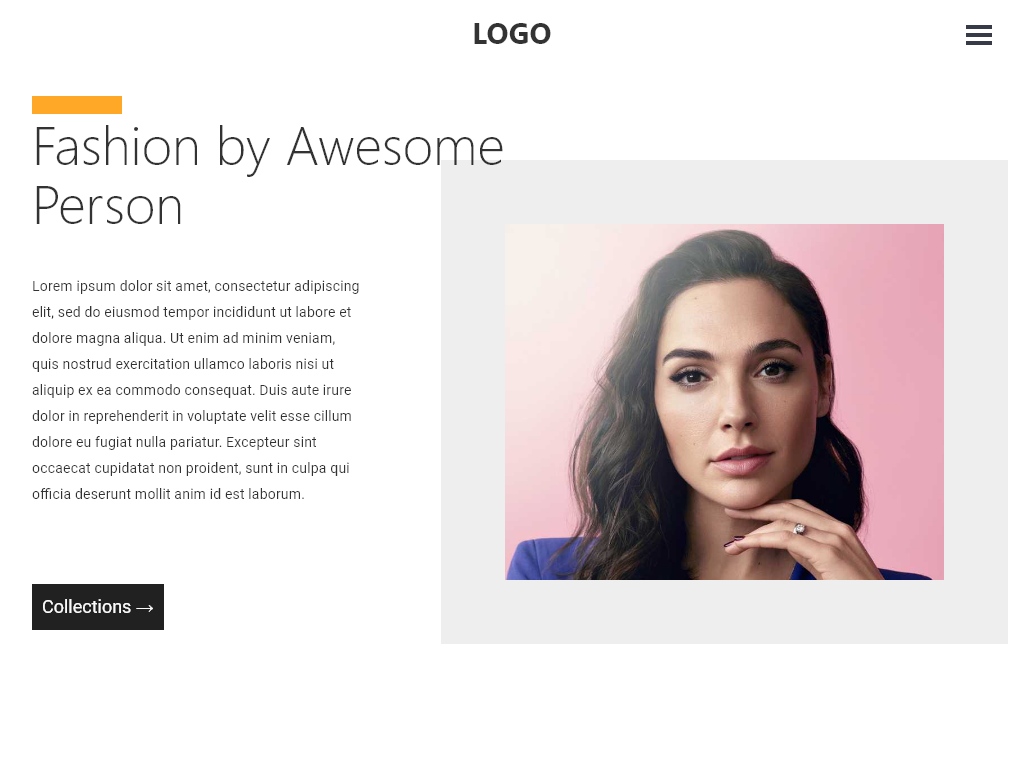 LOGO
Fashion by Awesome
Person
Lorem ipsum dolor sit amet, consectetur adipiscing
elit, sed do eiusmod tempor incididunt ut labore et
dolore magna aliqua. Ut enim ad minim veniam,
quis nostrud exercitation ullamco laboris nisi ut
aliquip ex ea commodo consequat. Duis aute irure
dolor in reprehenderit in voluptate velit esse cillum
dolore eu fugiat nulla pariatur. Excepteur sint
occaecat cupidatat non proident, sunt in culpa qui
officia deserunt mollit anim id est laborum.
Collections →